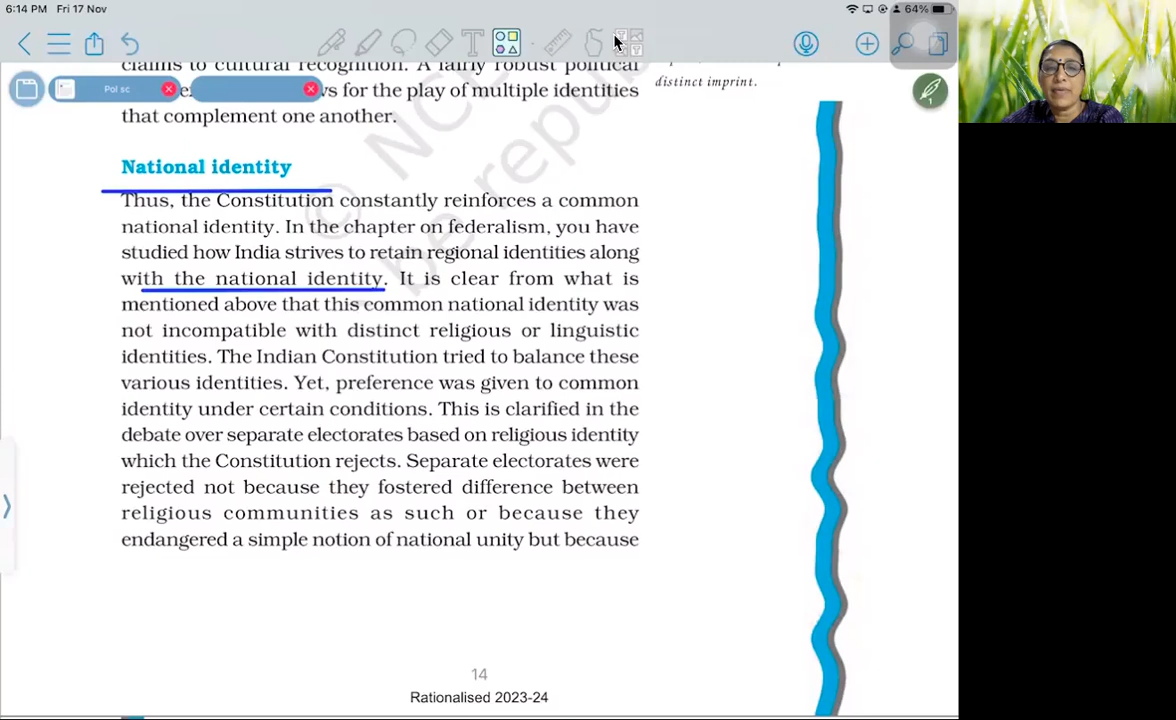 6:14 PM Fri 17 Nov
64%
claims to cultural recognition. A fairly robust political
Pol sc
vs for the play of multiple identities
distinct imprint.
that complement one another.
National identity
Thus, the Constitution constantly reinforces a common
national identity. In the chapter on federalism, you have
studied how India strives to retain regional identities along
with the national identity. It is clear from what is
mentioned above that this common national identity was
not incompatible with distinct religious or linguistic
identities. The Indian Constitution tried to balance these
various identities. Yet, preference was given to common
identity under certain conditions. This is clarified in the
debate over separate electorates based on religious identity
which the Constitution rejects. Separate electorates were
rejected not because they fostered difference between
religious communities as such or because they
endangered a simple notion of national unity but because
14
Rationalised 2023-24
© NC
be repub